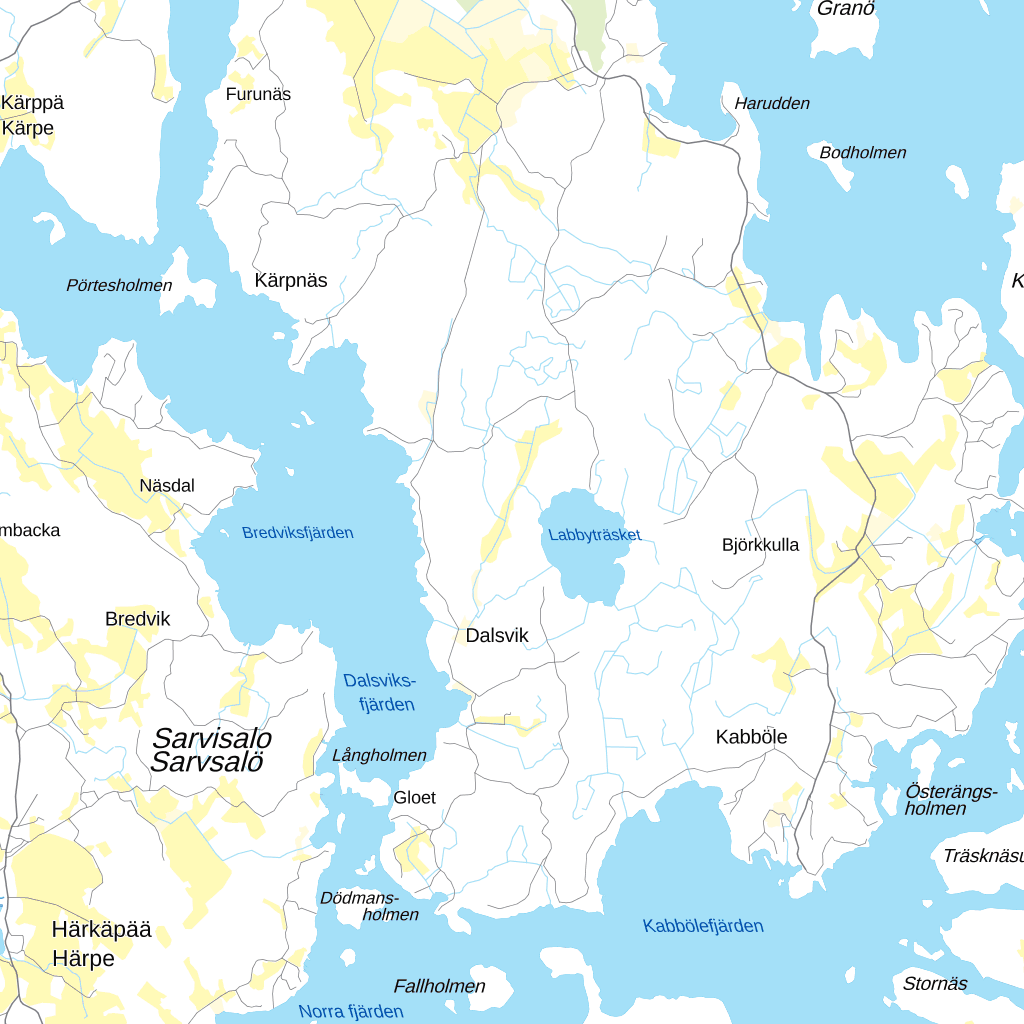 Granö
Furunäs
Kärppä
Kärpe
Harudden
Bodholmen
Pörtesholmen
Kärpnäs
K
Näsdal
mbacka
Bredviksfjärden
Labbyträsket
Björkkulla
Bredvik
Dalsvik
Dalsviks-
fjärden
Sarvisalo
Sarvsalö
Långholmen
Kabböle
Gloet
Österängs-
holmen
Träsknäsu
Dödmans-
holmen
Kabbölefjärden
Härkäpää
Härpe
Fallholmen
Stornäs
Norra fjärden